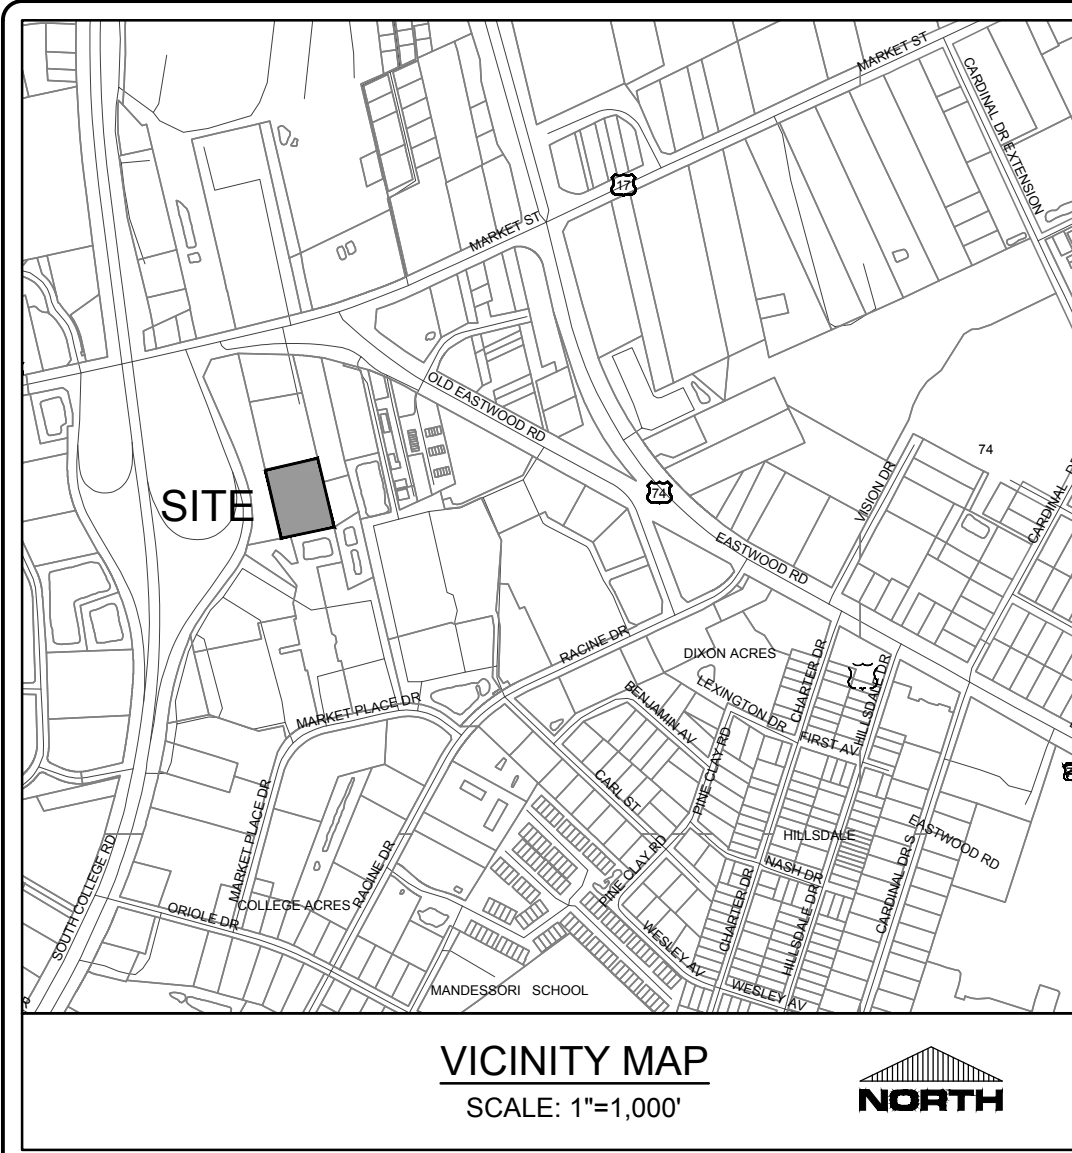 MARKET ST
CARDINAL DR EXTENSION
17
MARKET ST
OLD EASTWOOD RD
74
VISION DR
CARDINAL
SITE
74
EASTWOOD RD
RACINE DR
DIXON ACRES
CHARTER DR
HILLSDALE DR
BENJAMIN AV
LEXINGTON DR
MARKET PLACE DR
FIRST AV
PINE CLAY RD
CARL ST
MARKET PLACE DR
HILLSDALE
EASTWOOD RD
SOUTH COLLEGE RD
RACINE DR
PINE CLAY RD
NASH DR
CARDINAL DR S
COLLEGE ACRES
ORIOLE DR
CHARTER DR
HILLSDALE DR
WESLEY AV
MANDESSORI SCHOOL
WESLEY AV
VICINITY MAP
SCALE: 1"=1,000'
NORTH